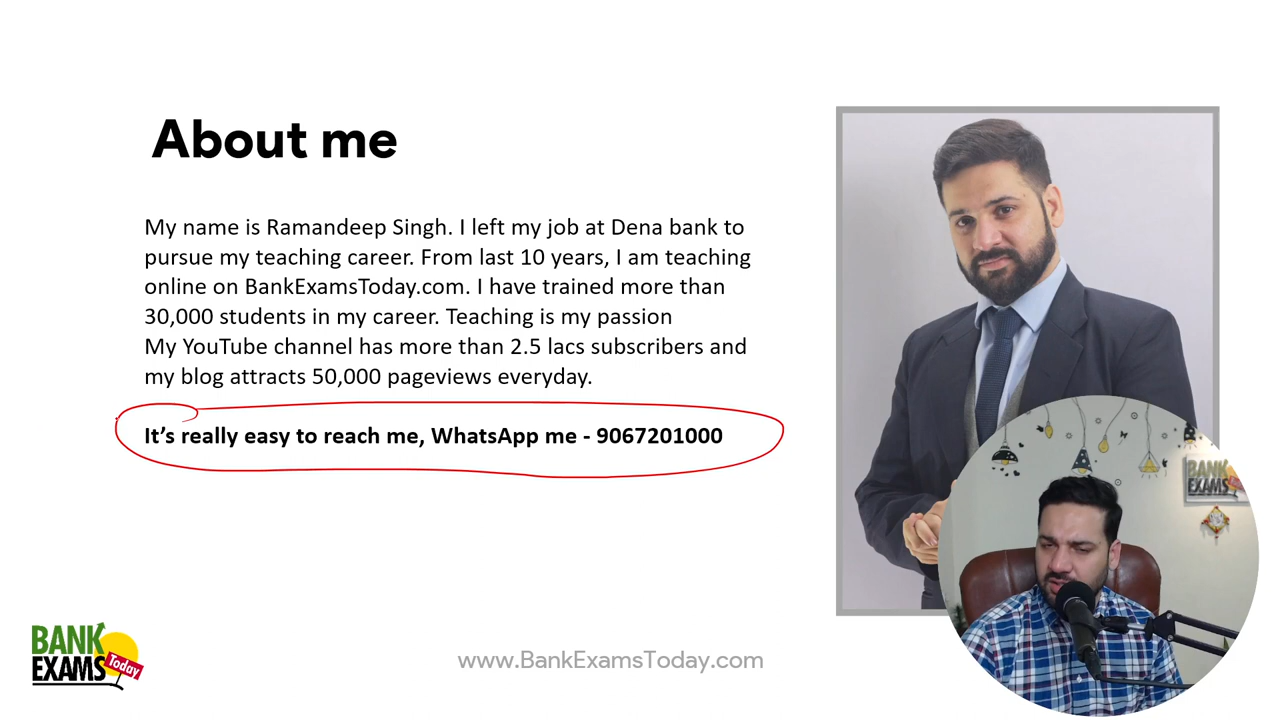 About me
My name is Ramandeep Singh. I left my job at Dena bank to
pursue my teaching career. From last 10 years, I am teaching
online on BankExamsToday.com. I have trained more than
30,000 students in my career. Teaching is my passion
My YouTube channel has more than 2.5 lacs subscribers and
my blog attracts 50,000 pageviews everyday.
It’s really easy to reach me, WhatsApp me - 9067201000
BANK
EXAMS
BANK
EXAMS
Today
www.BankExamsToday.com